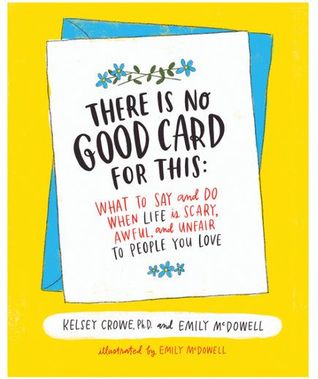 THERE IS NO
GOOD CARD
FOR THIS:
WHAT TO SAY and DO
WHEN LIFE is SCARY,
AWFUL, and UNFAIR
TO PEOPLE YOU LOVE
KELSEY CROWE, Ph.D. and EMILY McDOWELL
illustrated by EMILY McDOWELL